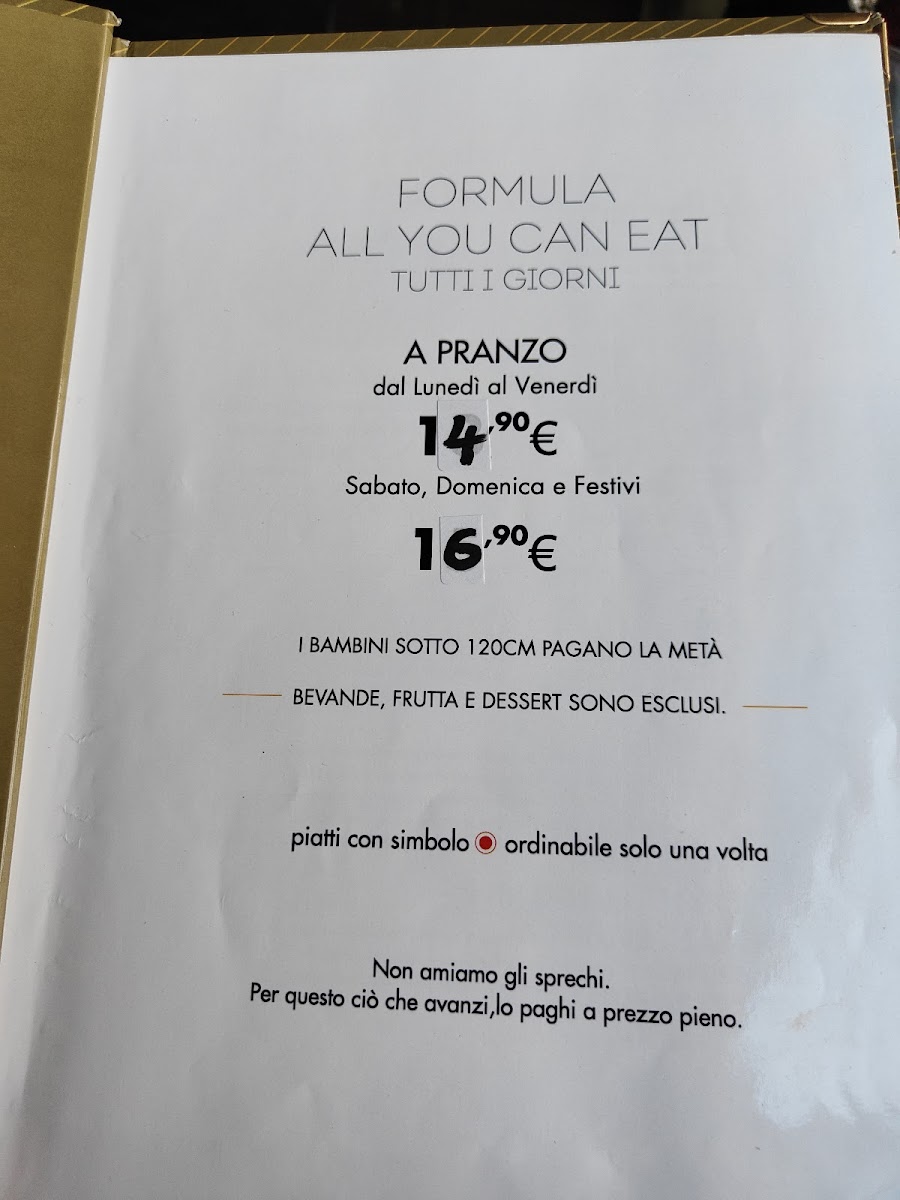 FORMULA
ALL YOU CAN EAT
TUTTI I GIORNI
A PRANZO
dal Lunedì al Venerdì
14,90€
Sabato, Domenica e Festivi
16,90€
I BAMBINI SOTTO 120CM PAGANO LA METÀ
BEVANDE, FRUTTA E DESSERT SONO ESCLUSI.
piatti con simbolo ordinabile solo una volta
Non amiamo gli sprechi.
Per questo ciò che avanzi,lo paghi a prezzo pieno.